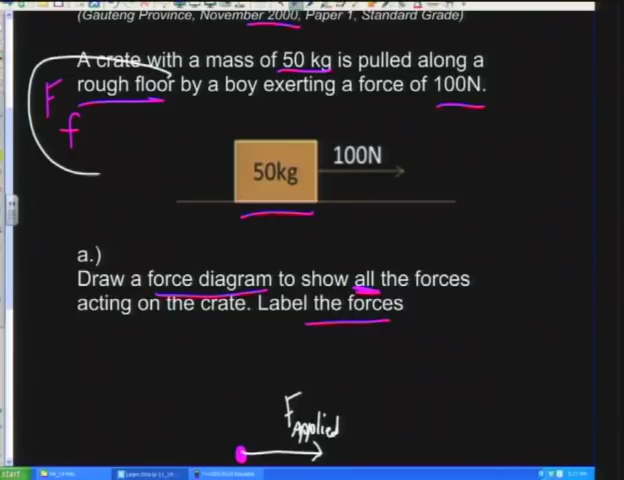 (Gauteng Province, November 2000, Paper 1, Standard Grade)
A crate with a mass of 50 kg is pulled along a
rough floor by a boy exerting a force of 100N.
F
f
100N
50kg
a.)
Draw a force diagram to show all the forces
acting on the crate. Label the forces
F applied
start